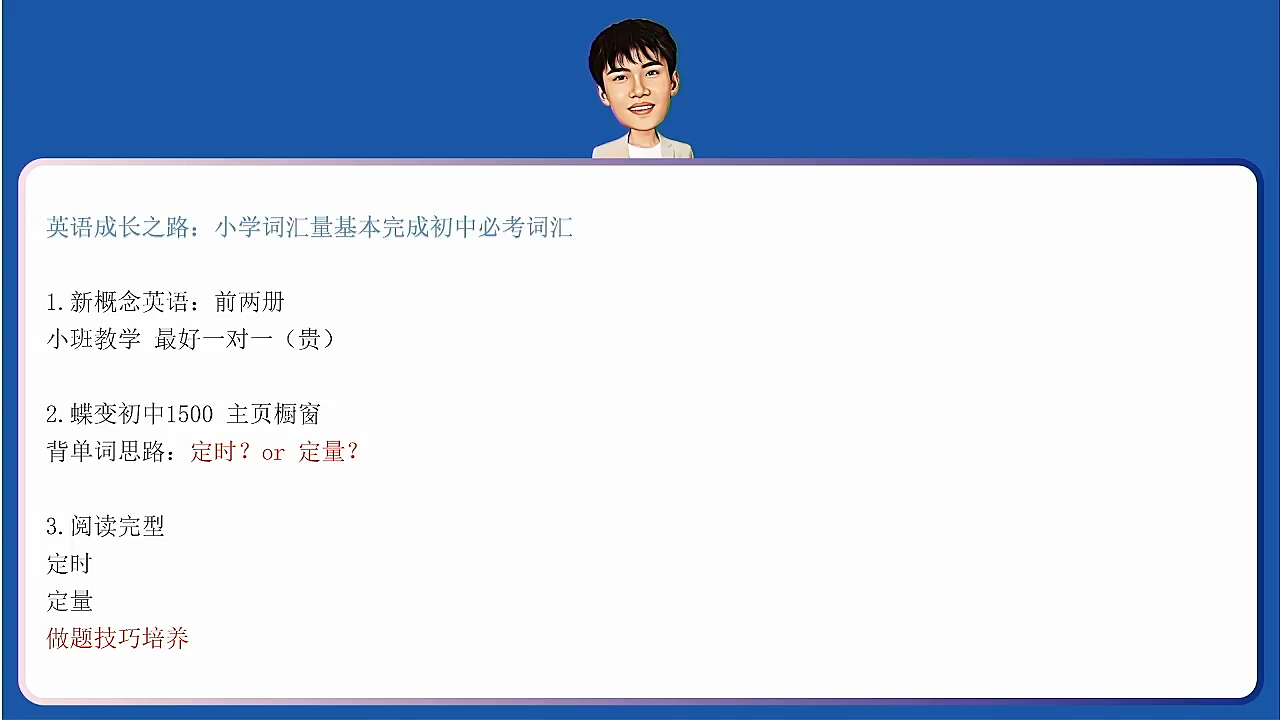 英语成长之路：小学词汇量基本完成初中必考词汇
1.新概念英语：前两册
小班教学 最好一对一（贵）
2.蝶变初中1500 主页橱窗
背单词思路：定时？or 定量？
3.阅读完型
定时
定量
做题技巧培养